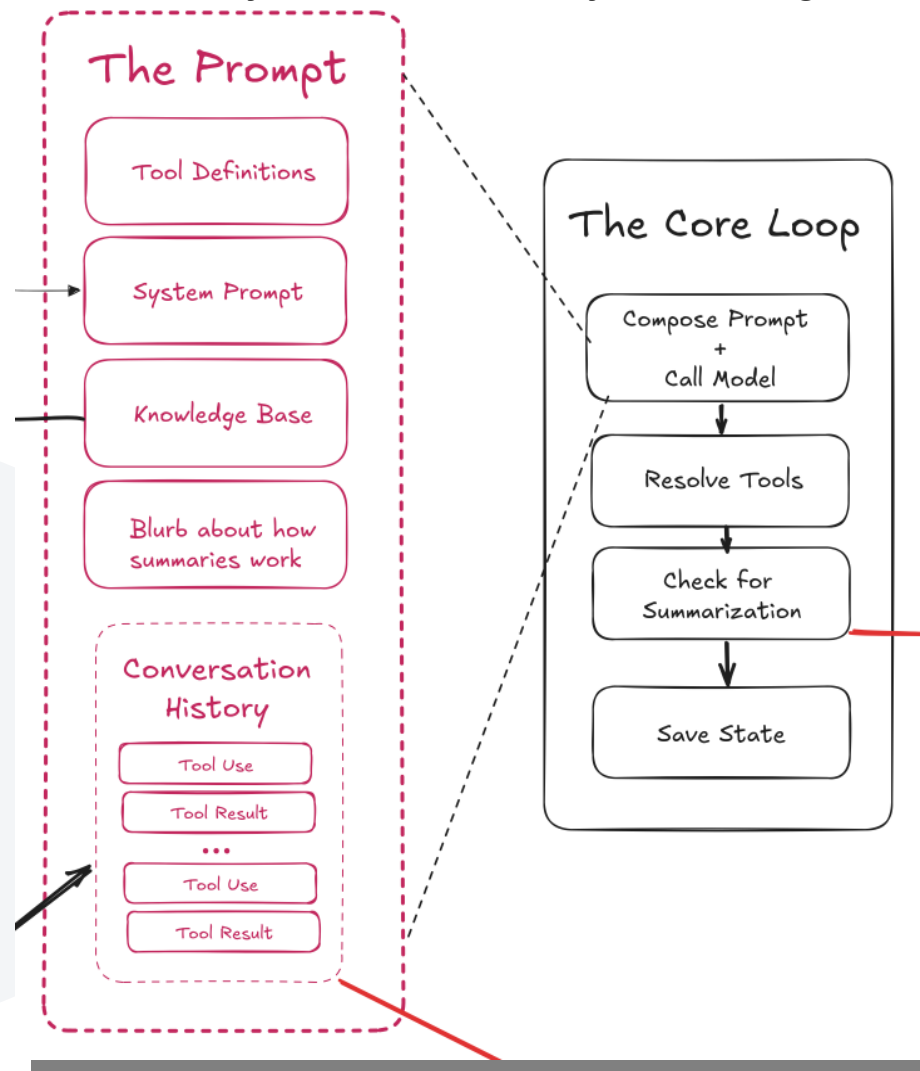 The Prompt
Tool Definitions
System Prompt
Knowledge Base
Blurb about how
summaries work
Conversation
History
Tool Use
Tool Result
...
Tool Use
Tool Result
The Core Loop
Compose Prompt
+
Call Model
Resolve Tools
Check for
Summarization
Save State